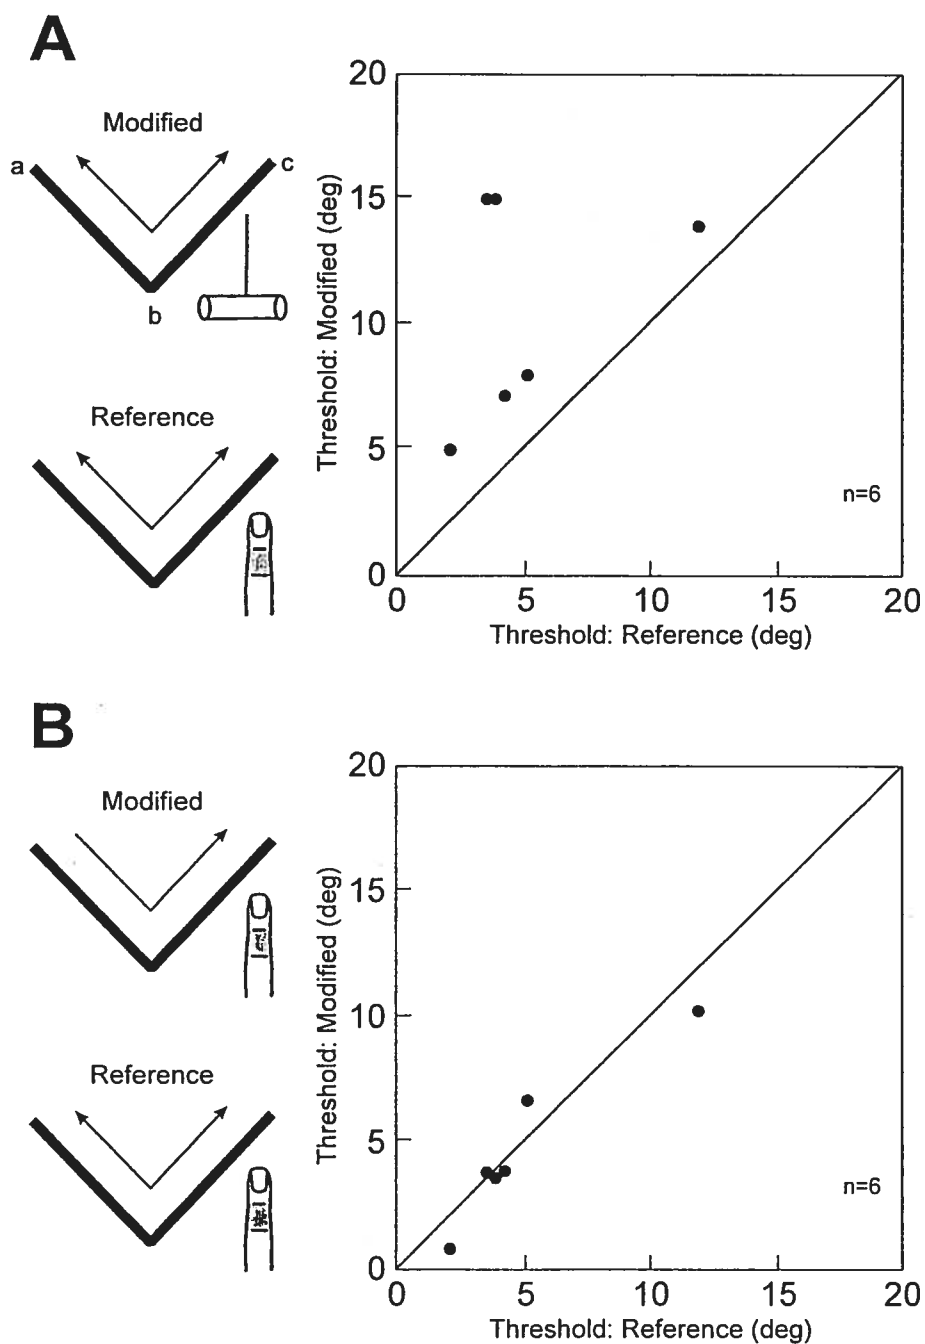 A
Modified
a
c
b
Reference
Threshold: Modified (deg)
20
15
10
5
0
n=6
0 5 10 15 20
Threshold: Reference (deg)
B
Modified
Reference
Threshold: Modified (deg)
20
15
10
5
0
n=6
0 5 10 15 20
Threshold: Reference (deg)